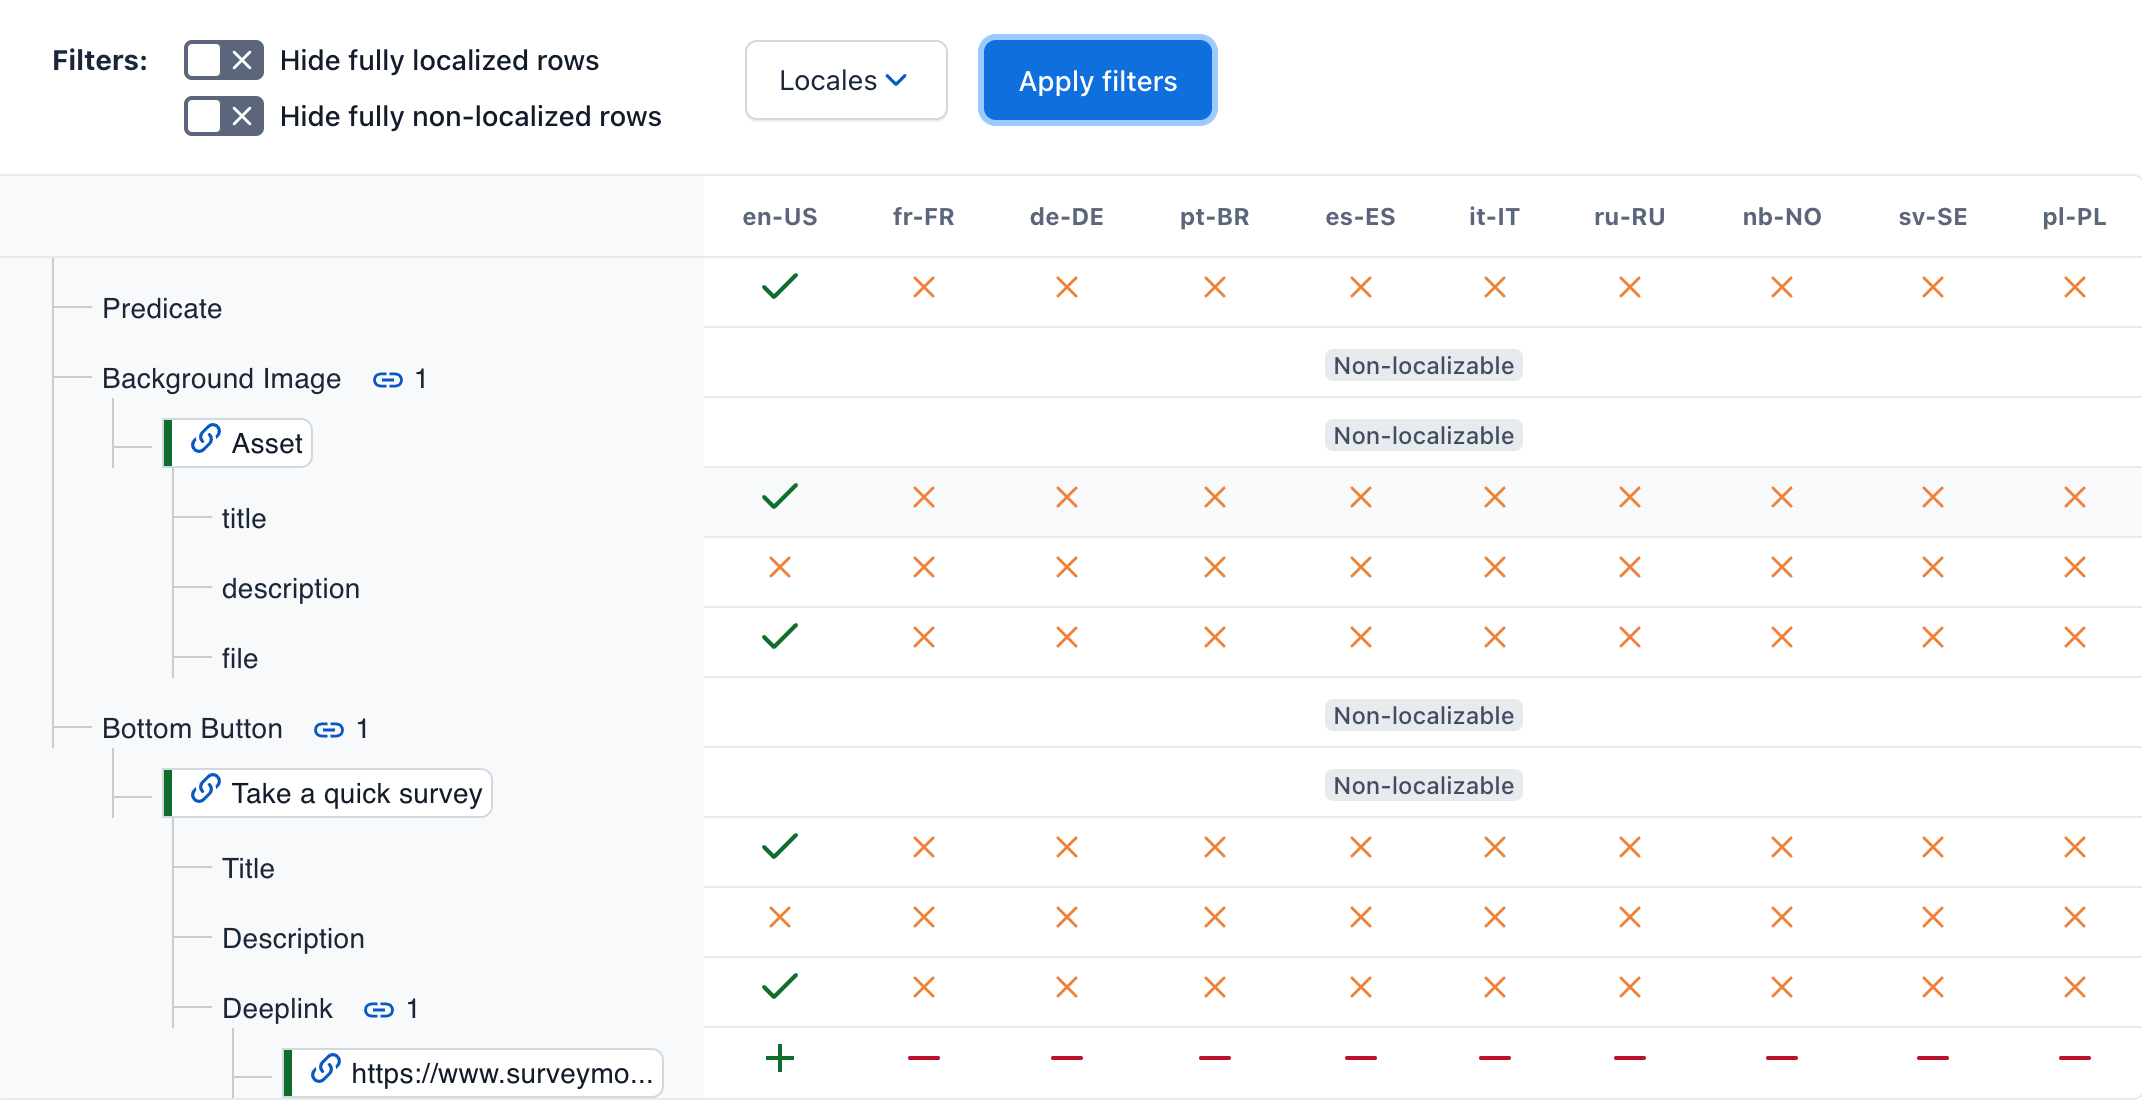 Filters:
Hide fully localized rows
Hide fully non-localized rows
Locales
Apply filters
en-US fr-FR de-DE pt-BR es-ES it-IT ru-RU nb-NO sv-SE pl-PL
Predicate
Background Image 1
Non-localizable
Asset
Non-localizable
title
description
file
Bottom Button 1
Non-localizable
Take a quick survey
Non-localizable
Title
Description
Deeplink 1
https://www.surveymo...